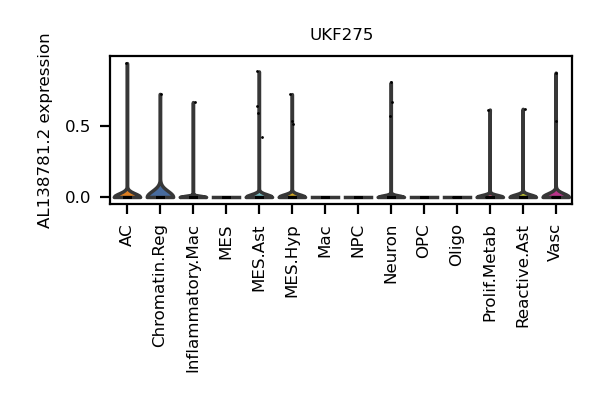 UKF275
AL138781.2 expression
0.5
0.0
AC
Chromatin.Reg
Inflammatory.Mac
MES
MES.Ast
MES.Hyp
Mac
NPC
Neuron
OPC
Oligo
Prolif.Metab
Reactive.Ast
Vasc